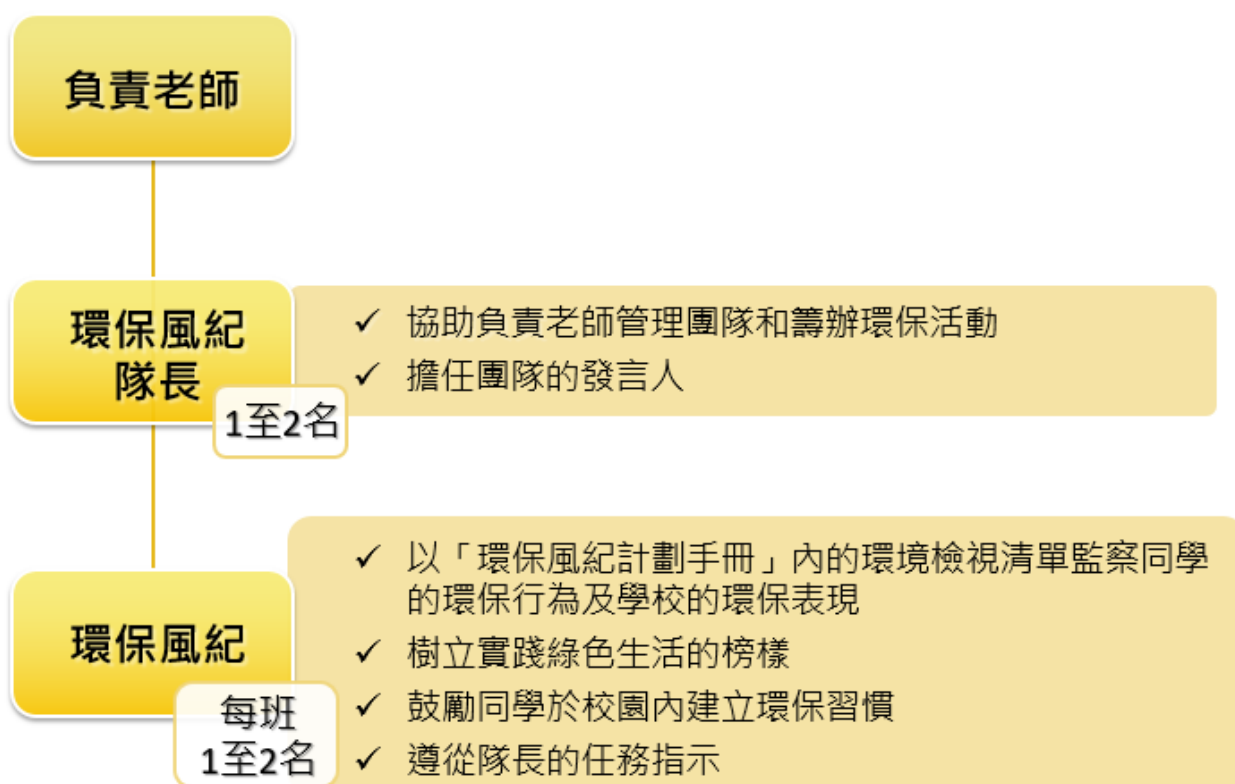 負責老師
環保風紀
隊長
1至2名
✓ 協助負責老師管理團隊和籌辦環保活動
✓ 擔任團隊的發言人
環保風紀
每班
1至2名
✓ 以「環保風紀計劃手冊」內的環境檢視清單監察同學
的環保行為及學校的環保表現
✓ 樹立實踐綠色生活的榜樣
✓ 鼓勵同學於校園內建立環保習慣
✓ 遵從隊長的任務指示